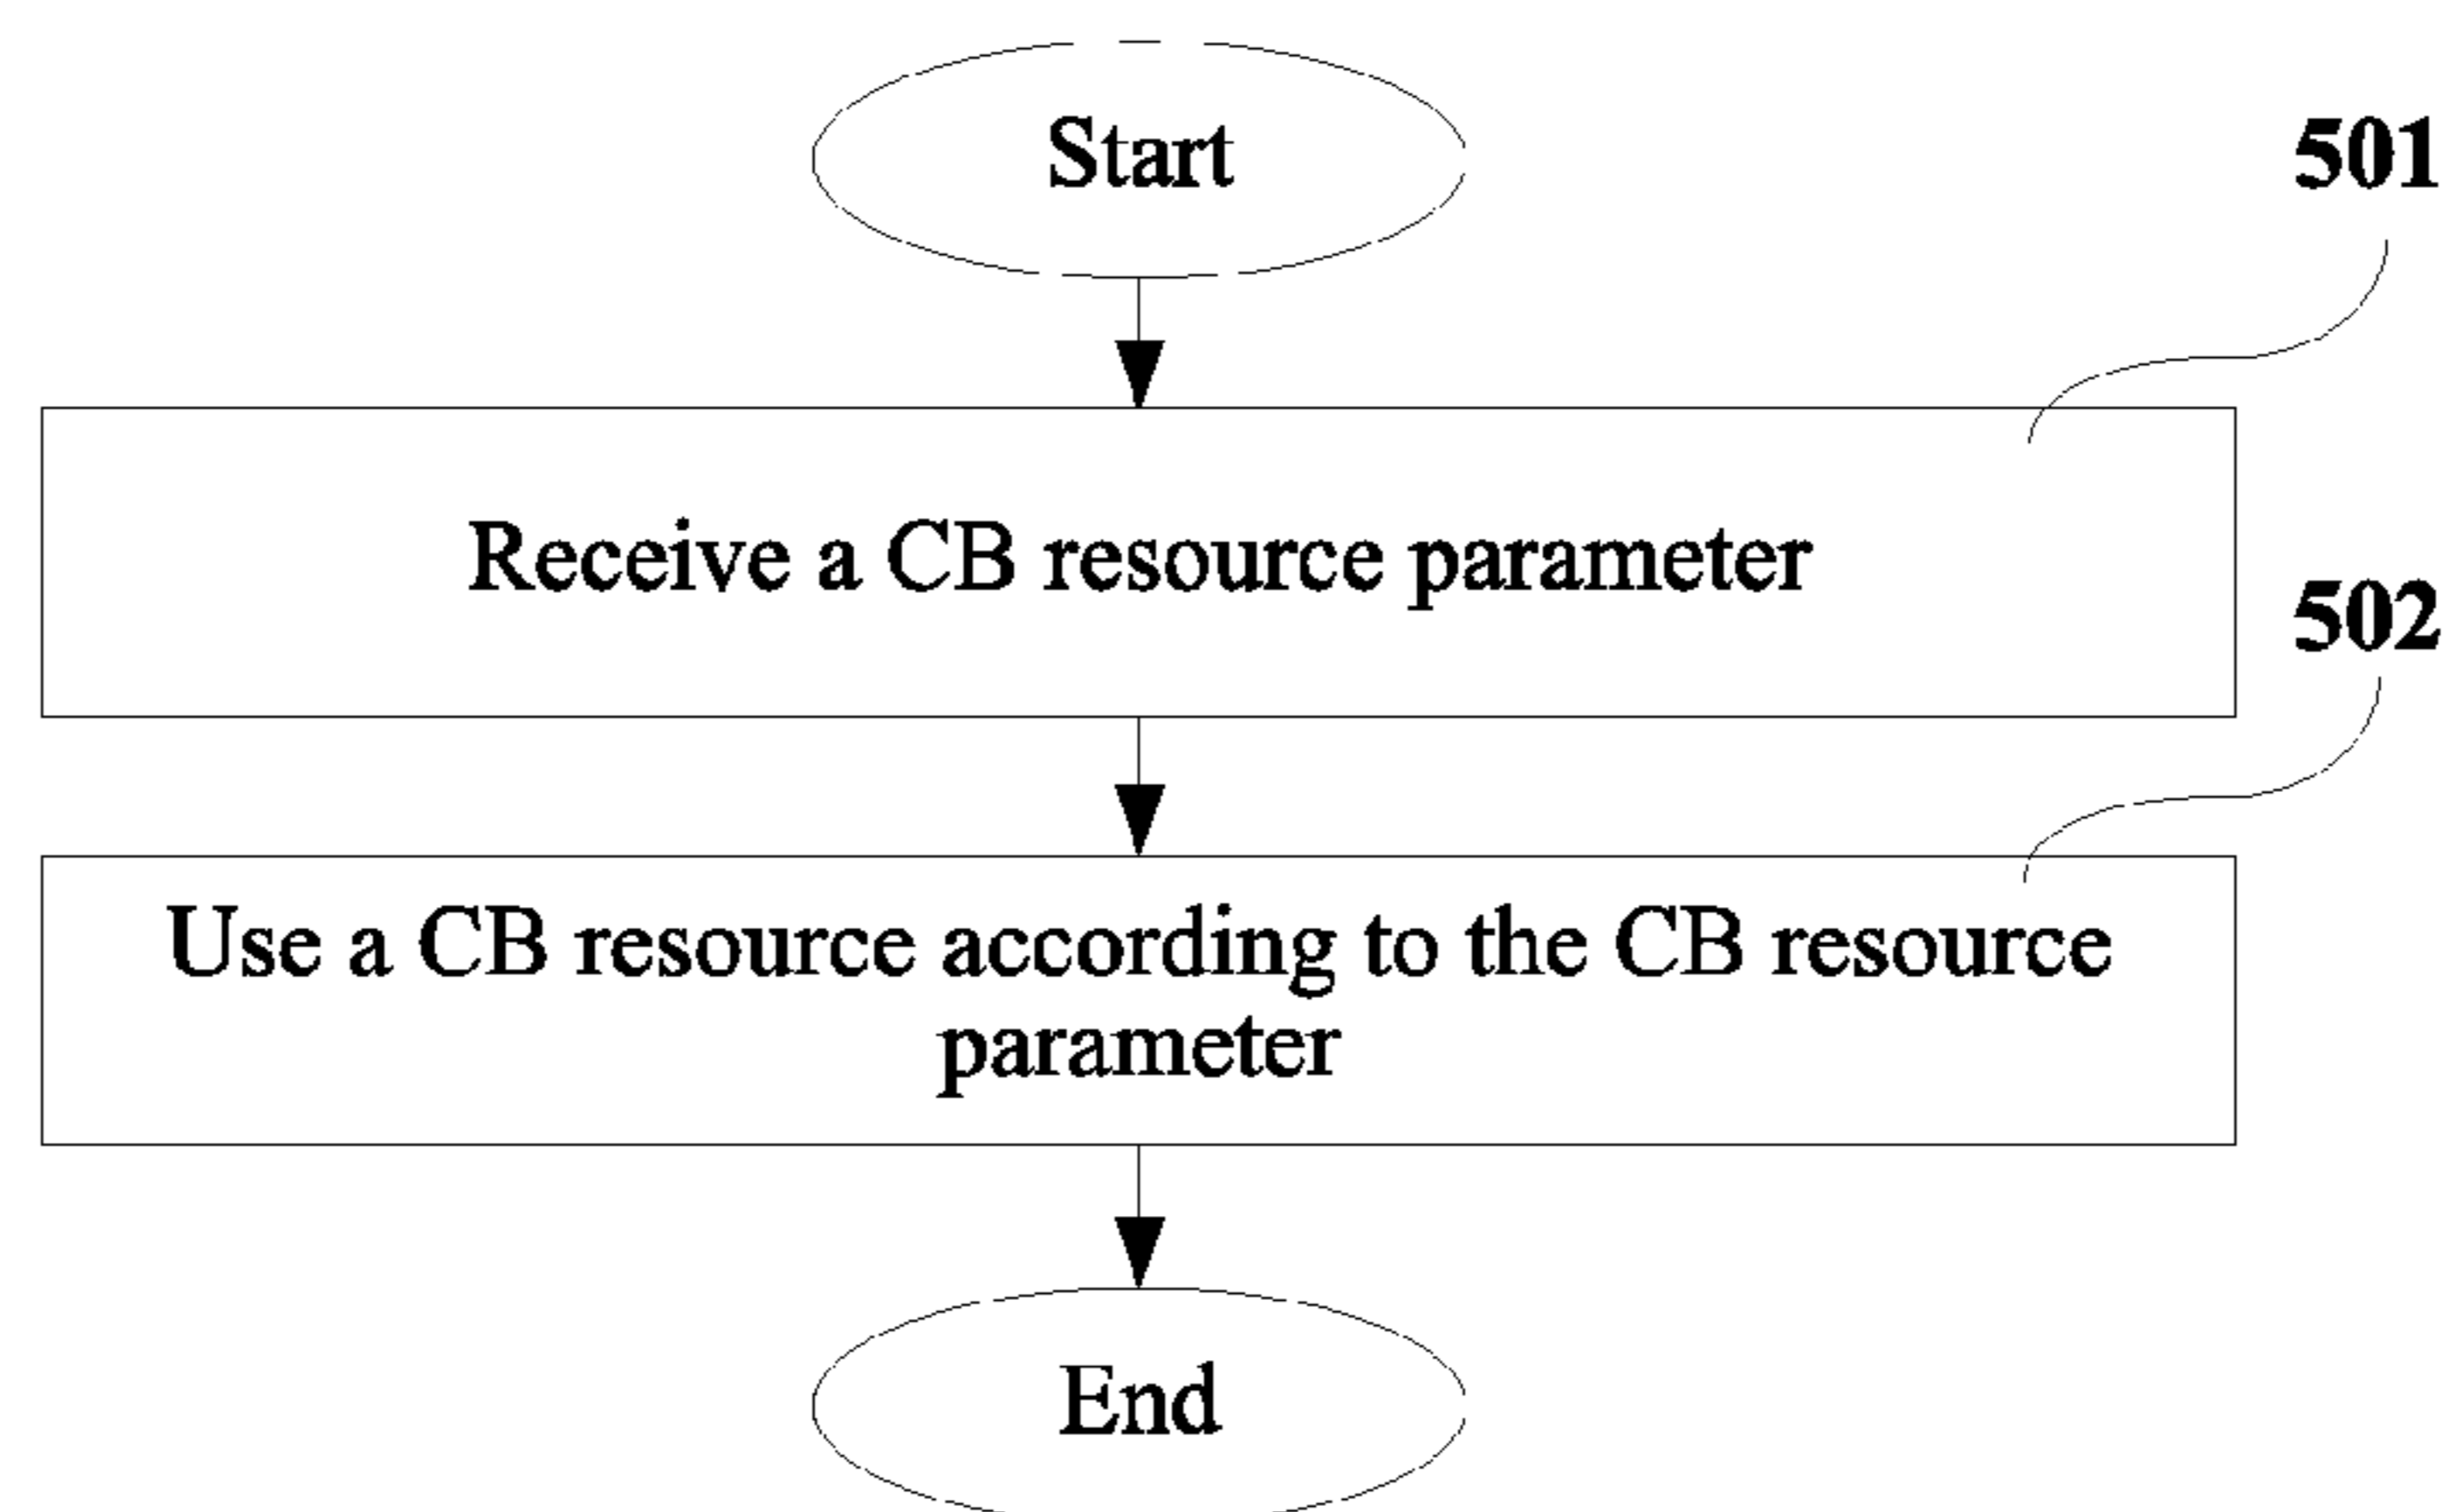 Start
501
Receive a CB resource parameter
502
Use a CB resource according to the CB resource
parameter
End